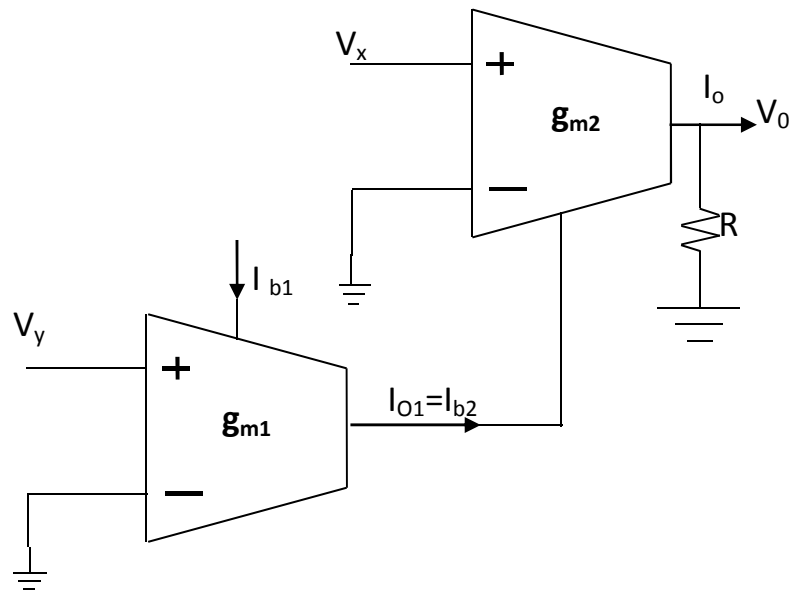 Vx
+
gm2
Io
V0
—
R
I b1
Vy
+
gm1
IO1=Ib2
—